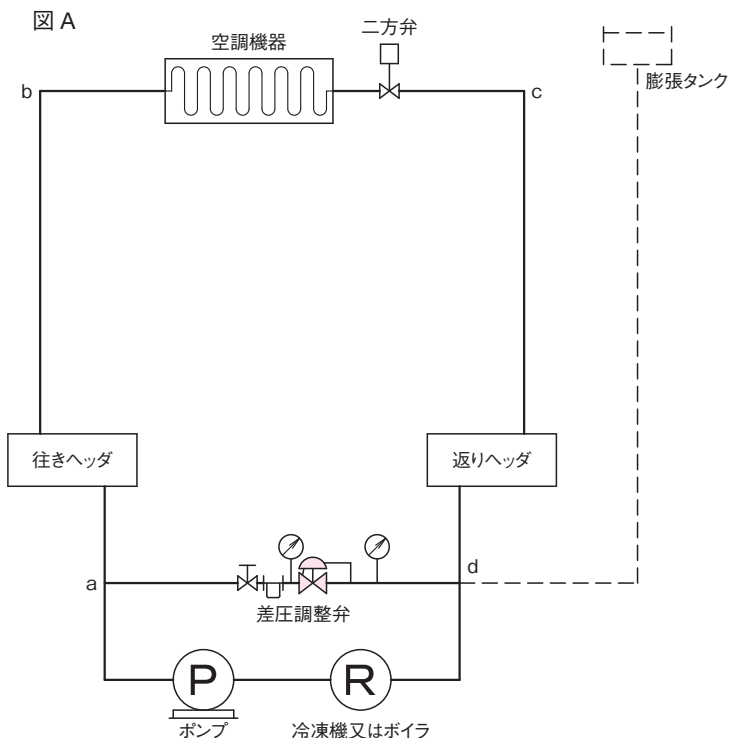 図 A
空調機器
二方弁
膨張タンク
b
c
往きヘッダ
返りヘッダ
a
d
差圧調整弁
P
R
ポンプ
冷凍機又はボイラ